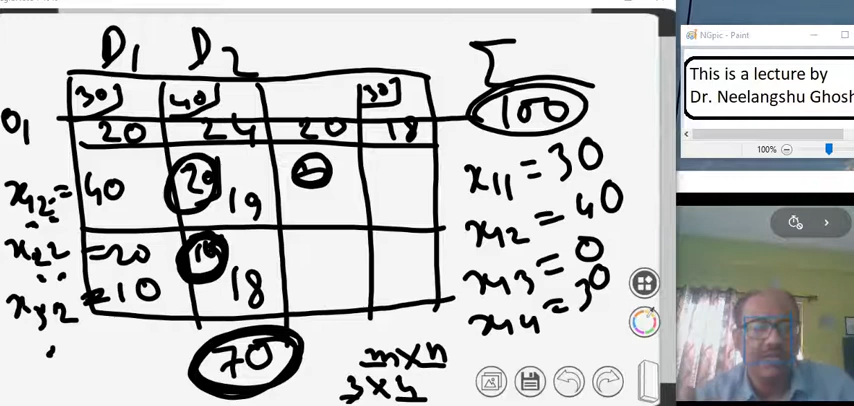 D1 D2
30 40 30
O1 20 24 20 18
Σ
100
x12 = 40
20 19
x22 = 20
10 18
x32 = 10
70
x11 = 30
x12 = 40
x13 = 0
x14 = 30
m x n
3 x 4
NGpic - Paint
This is a lecture by
Dr. Neelangshu Ghosh
100%